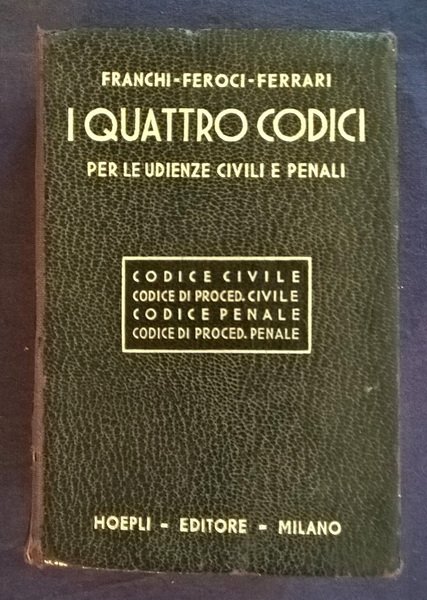 FRANCHI-FEROCI-FERRARI
I QUATTRO CODICI
PER LE UDIENZE CIVILI E PENALI
CODICE CIVILE
CODICE DI PROCED. CIVILE
CODICE PENALE
CODICE DI PROCED. PENALE
HOEPLI = EDITORE = MILANO